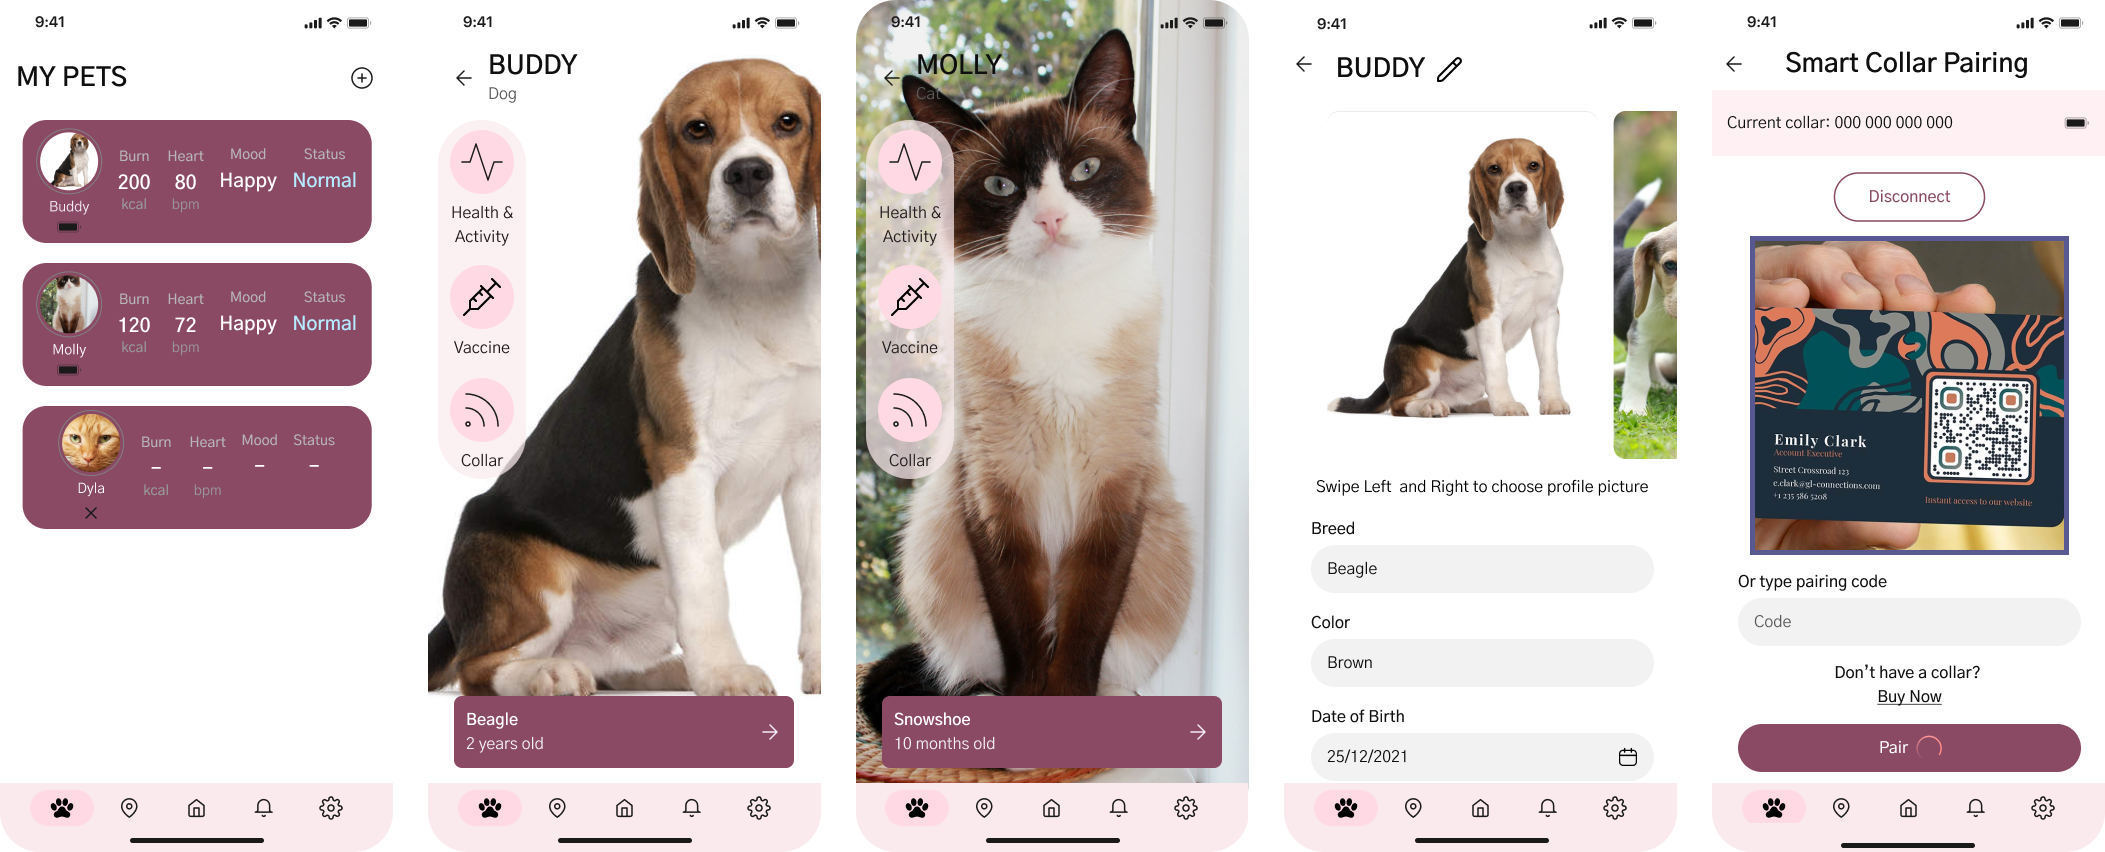 9:41
MY PETS
Burn
Heart
Mood
Status
200
80
Happy
Normal
kcal
bpm
Buddy
Burn
Heart
Mood
Status
120
72
Happy
Normal
kcal
bpm
Molly
Burn
Heart
Mood
Status
–
–
–
–
kcal
bpm
Dyla
9:41
BUDDY
Dog
Health &
Activity
Vaccine
Collar
Beagle
2 years old
9:41
MOLLY
Cat
Health &
Activity
Vaccine
Collar
Snowshoe
10 months old
9:41
BUDDY
Swipe Left and Right to choose profile picture
Breed
Beagle
Color
Brown
Date of Birth
25/12/2021
9:41
Smart Collar Pairing
Current collar: 000 000 000 000
Disconnect
Emily Clark
Account Executive
Street Crossroad 123
e.clark@gl-connections.com
+1 235 586 5208
Instant access to our website
Or type pairing code
Code
Don’t have a collar?
Buy Now
Pair